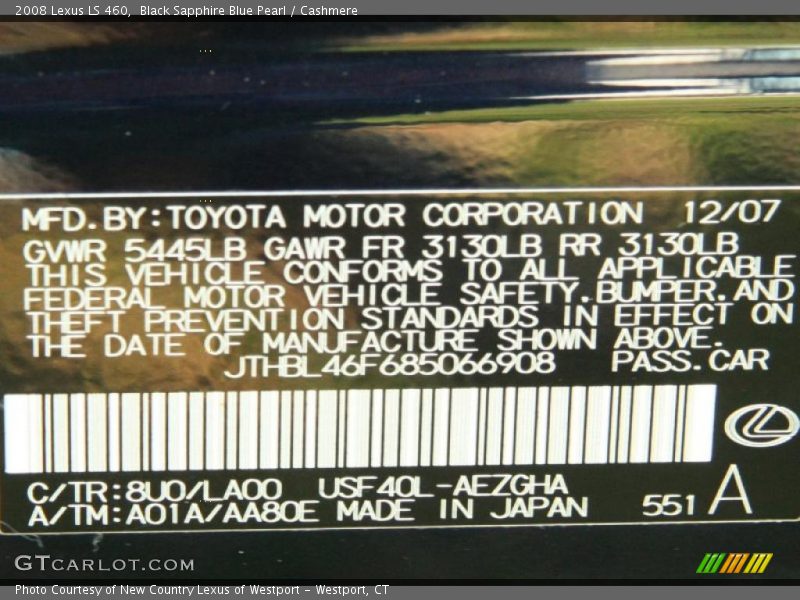 2008 Lexus LS 460, Black Sapphire Blue Pearl / Cashmere
MFD.BY:TOYOTA MOTOR CORPORATION 12/07
GVWR 5445LB GAWR FR 3130LB RR 3130LB
THIS VEHICLE CONFORMS TO ALL APPLICABLE
FEDERAL MOTOR VEHICLE SAFETY.BUMPER.AND
THEFT PREVENTION STANDARDS IN EFFECT ON
THE DATE OF MANUFACTURE SHOWN ABOVE.
JTHBL46F685066908 PASS.CAR
C/TR:8U0/LA00 USF40L-AEZGHA
A/TM:A01A/AA80E MADE IN JAPAN 551 A
GTCARLOT.COM
Photo Courtesy of New Country Lexus of Westport – Westport, CT